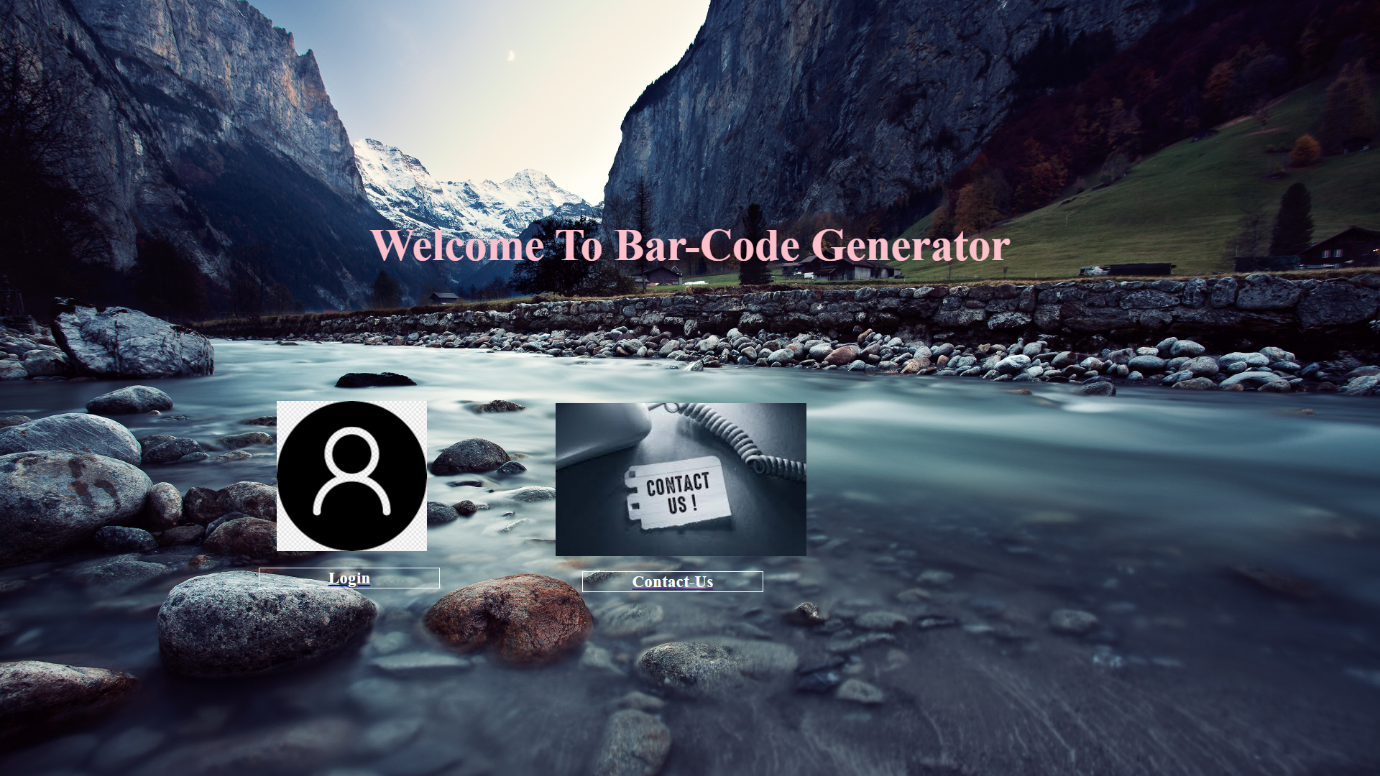 Welcome To Bar-Code Generator
CONTACT
US !
Login
Contact-Us